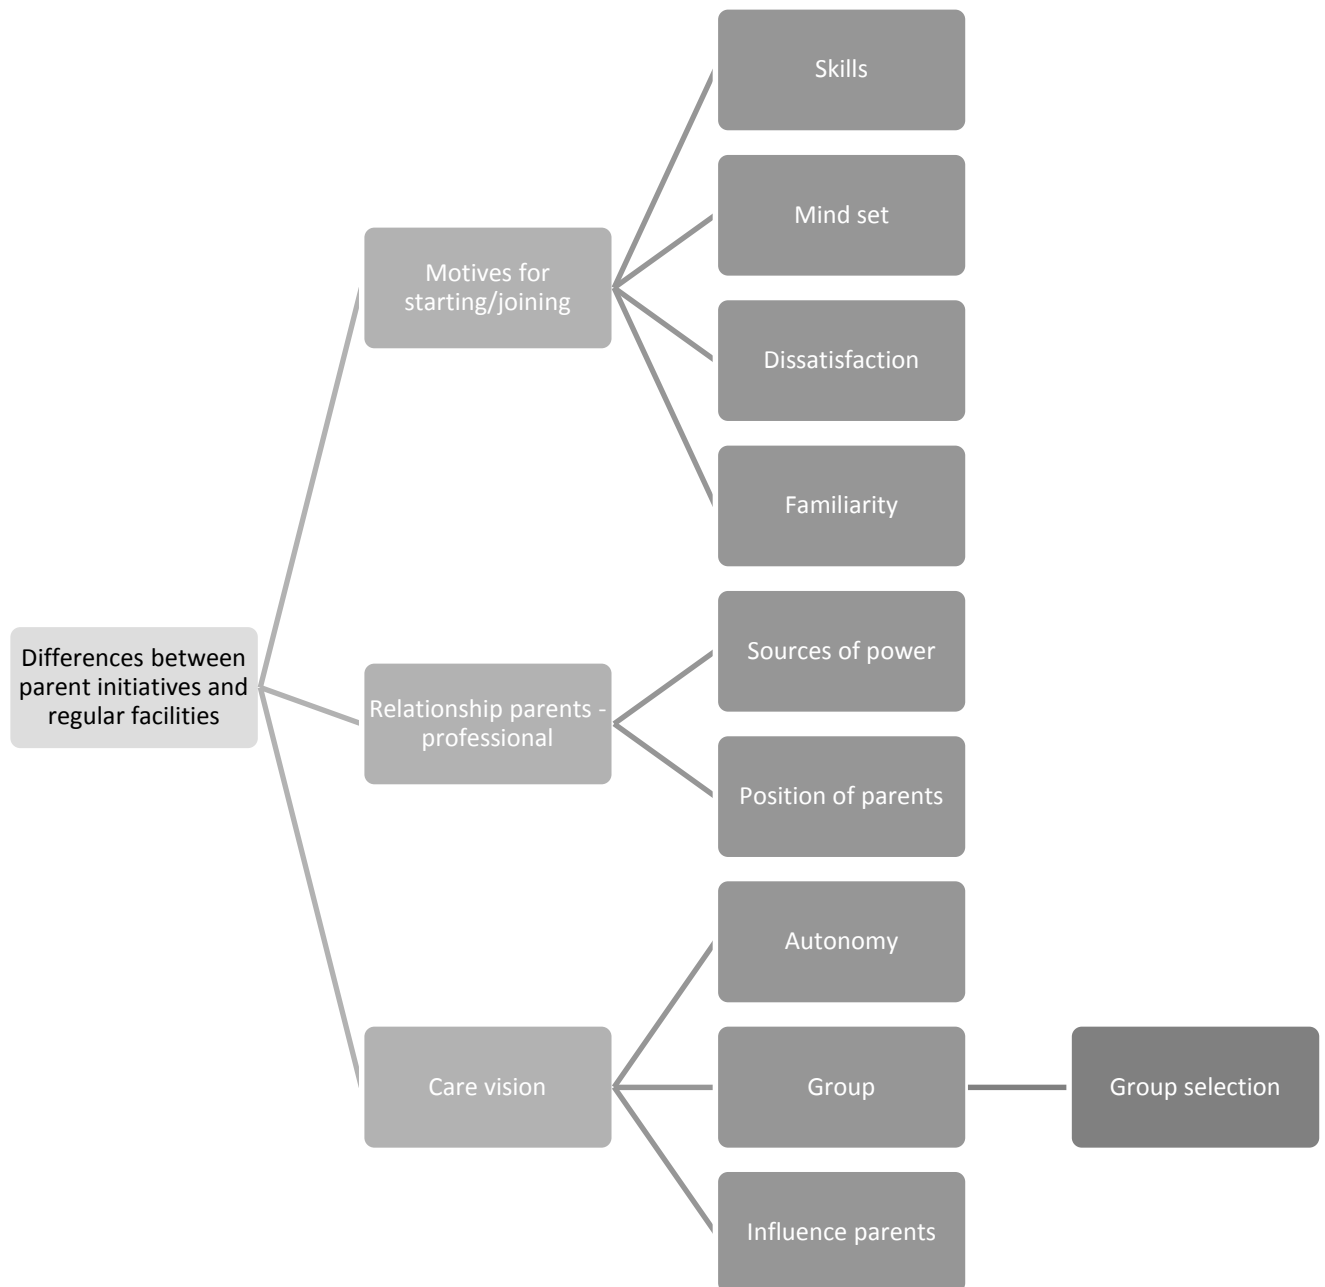 Differences between
parent initiatives and
regular facilities
Motives for
starting/joining
Skills
Mind set
Dissatisfaction
Familiarity
Relationship parents -
professional
Sources of power
Position of parents
Care vision
Autonomy
Group
Group selection
Influence parents